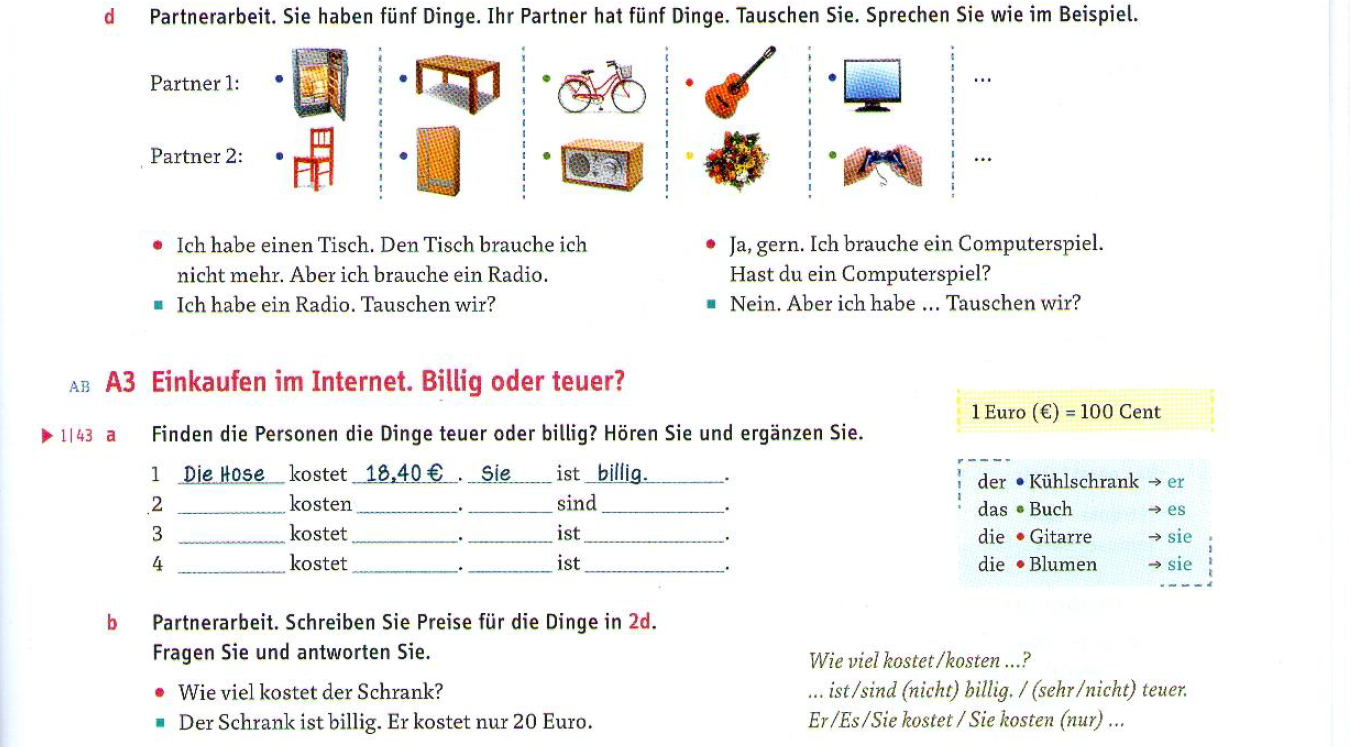 d Partnerarbeit. Sie haben fünf Dinge. Ihr Partner hat fünf Dinge. Tauschen Sie. Sprechen Sie wie im Beispiel.
Partner 1: ...
Partner 2: ...
• Ich habe einen Tisch. Den Tisch brauche ich
nicht mehr. Aber ich brauche ein Radio.
▪ Ich habe ein Radio. Tauschen wir?
• Ja, gern. Ich brauche ein Computerspiel.
Hast du ein Computerspiel?
▪ Nein. Aber ich habe ... Tauschen wir?
AB A3 Einkaufen im Internet. Billig oder teuer?
1 Euro (€) = 100 Cent
▶ 1|43 a Finden die Personen die Dinge teuer oder billig? Hören Sie und ergänzen Sie.
1 Die Hose kostet 18,40 €. Sie ist billig. .
2 ______ kosten ______. ______ sind ______.
3 ______ kostet ______. ______ ist ______.
4 ______ kostet ______. ______ ist ______.
der • Kühlschrank → er
das • Buch → es
die • Gitarre → sie
die • Blumen → sie
b Partnerarbeit. Schreiben Sie Preise für die Dinge in 2d.
Fragen Sie und antworten Sie.
• Wie viel kostet der Schrank?
▪ Der Schrank ist billig. Er kostet nur 20 Euro.
Wie viel kostet/kosten ...?
... ist/sind (nicht) billig. / (sehr/nicht) teuer.
Er/Es/Sie kostet / Sie kosten (nur) ...